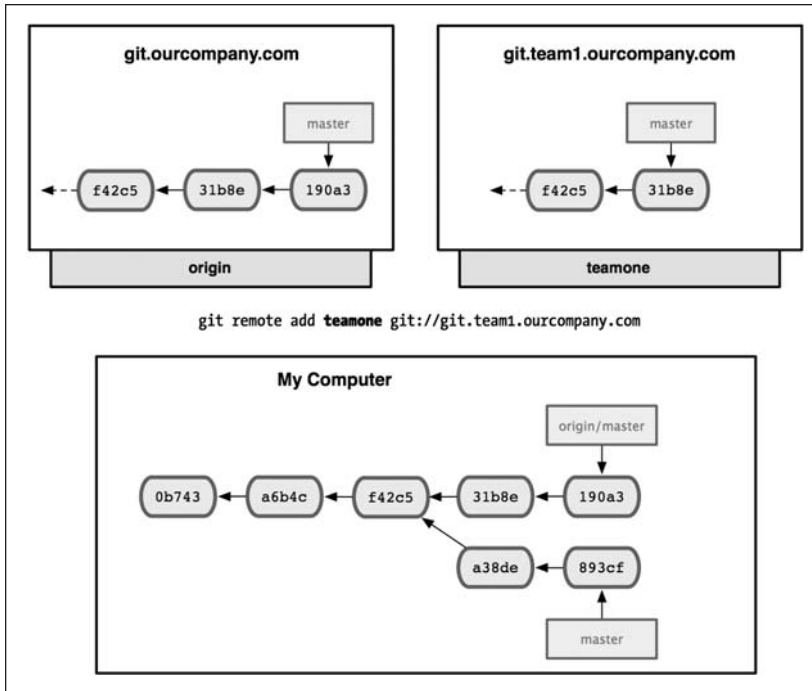 git.ourcompany.com
master
f42c5
31b8e
190a3
origin
git.team1.ourcompany.com
master
f42c5
31b8e
teamone
git remote add teamone git://git.team1.ourcompany.com
My Computer
origin/master
0b743
a6b4c
f42c5
31b8e
190a3
a38de
893cf
master